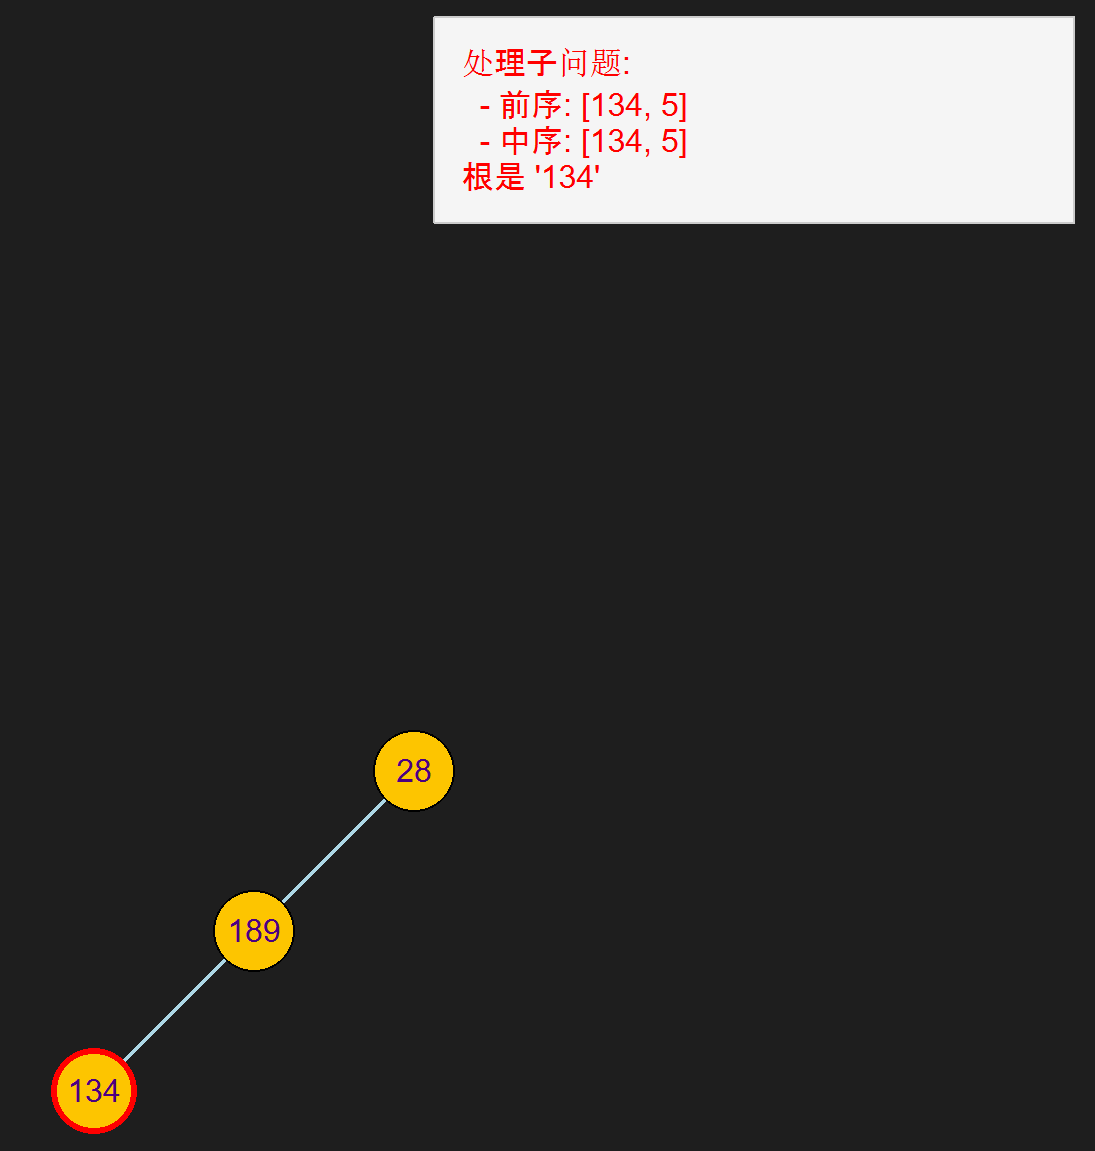 处理子问题:
- 前序: [134, 5]
- 中序: [134, 5]
根是 '134'
28
189
134